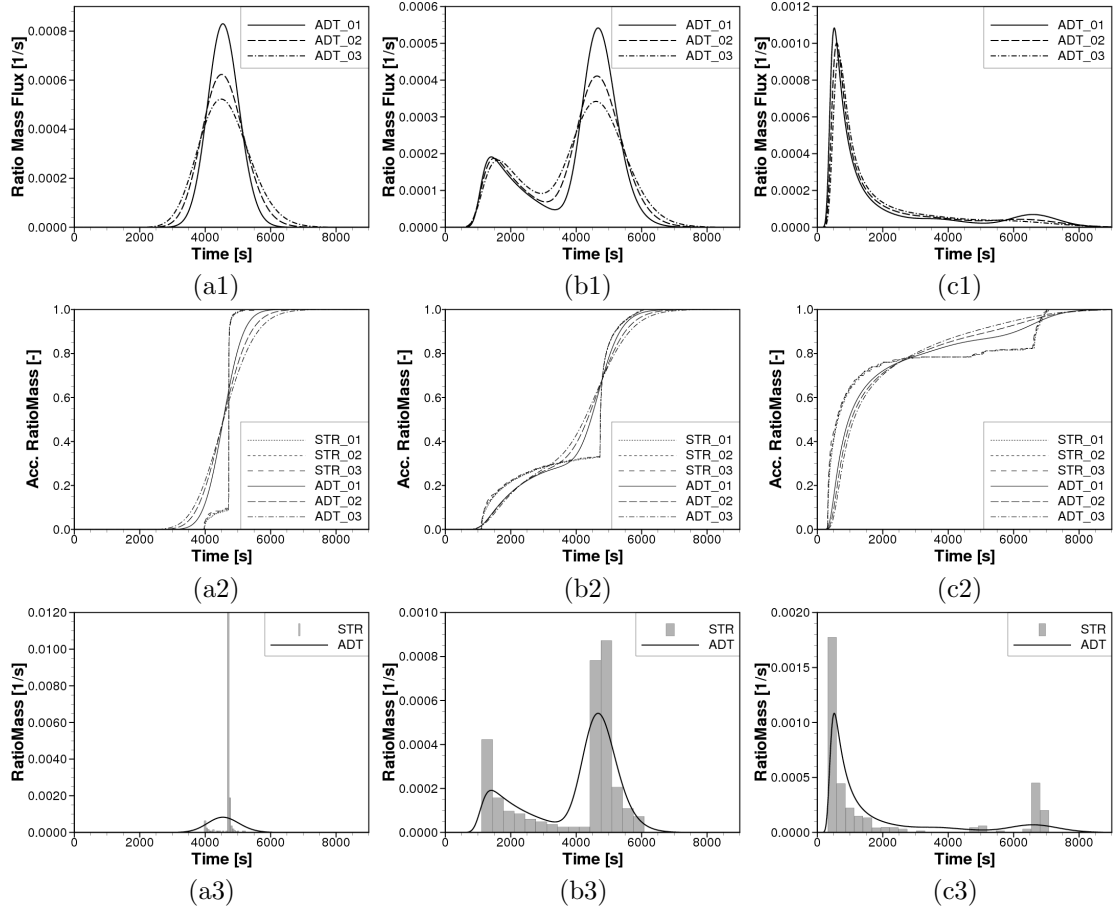 Ratio Mass Flux [1/s]
0.0008
0.0006
0.0004
0.0002
0.0000
0 2000 4000 6000 8000
Time [s]
ADT_01
ADT_02
ADT_03
(a1)
Ratio Mass Flux [1/s]
0.0006
0.0005
0.0004
0.0003
0.0002
0.0001
0.0000
0 2000 4000 6000 8000
Time [s]
ADT_01
ADT_02
ADT_03
(b1)
Ratio Mass Flux [1/s]
0.0012
0.0010
0.0008
0.0006
0.0004
0.0002
0.0000
0 2000 4000 6000 8000
Time [s]
ADT_01
ADT_02
ADT_03
(c1)
Acc. RatioMass [-]
1.0
0.8
0.6
0.4
0.2
0.0
0 2000 4000 6000 8000
Time [s]
STR_01
STR_02
STR_03
ADT_01
ADT_02
ADT_03
(a2)
Acc. RatioMass [-]
1.0
0.8
0.6
0.4
0.2
0.0
0 2000 4000 6000 8000
Time [s]
STR_01
STR_02
STR_03
ADT_01
ADT_02
ADT_03
(b2)
Acc. RatioMass [-]
1.0
0.8
0.6
0.4
0.2
0.0
0 2000 4000 6000 8000
Time [s]
STR_01
STR_02
STR_03
ADT_01
ADT_02
ADT_03
(c2)
RatioMass [1/s]
0.0120
0.0100
0.0080
0.0060
0.0040
0.0020
0.0000
0 2000 4000 6000 8000
Time [s]
STR
ADT
(a3)
RatioMass [1/s]
0.0010
0.0008
0.0006
0.0004
0.0002
0.0000
0 2000 4000 6000 8000
Time [s]
STR
ADT
(b3)
RatioMass [1/s]
0.0020
0.0015
0.0010
0.0005
0.0000
0 2000 4000 6000 8000
Time [s]
STR
ADT
(c3)